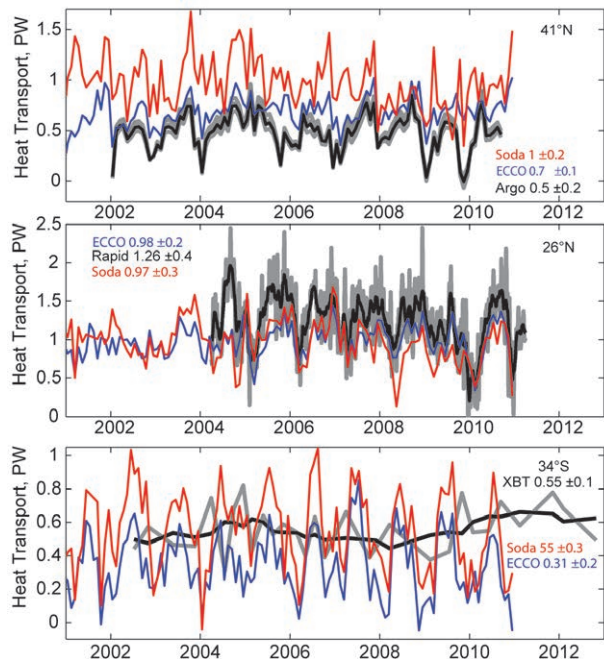 Heat Transport, PW
1.5
1
0.5
0
41°N
Soda 1 ±0.2
ECCO 0.7 ±0.1
Argo 0.5 ±0.2
2002 2004 2006 2008 2010 2012
Heat Transport, PW
2.5
2
1.5
1
0.5
0
ECCO 0.98 ±0.2
Rapid 1.26 ±0.4
Soda 0.97 ±0.3
26°N
2002 2004 2006 2008 2010 2012
Heat Transport, PW
1
0.8
0.6
0.4
0.2
0
34°S
XBT 0.55 ±0.1
Soda 55 ±0.3
ECCO 0.31 ±0.2
2002 2004 2006 2008 2010 2012